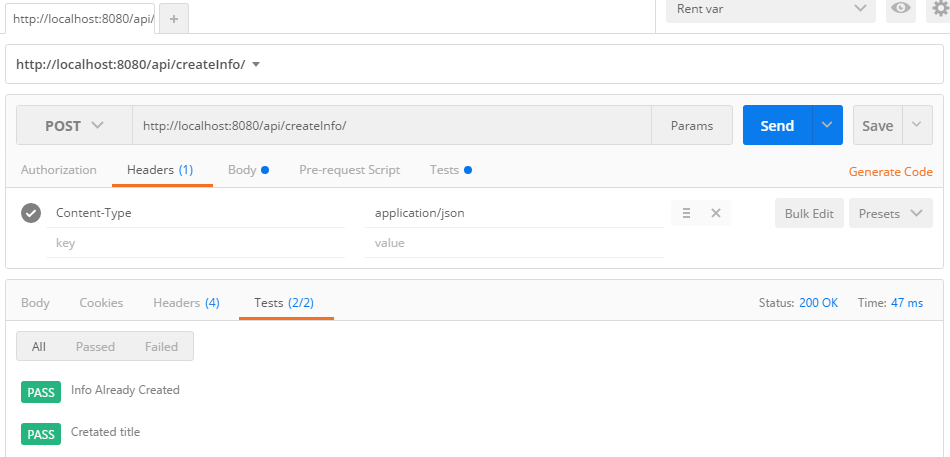 http://localhost:8080/api/ + Rent var
http://localhost:8080/api/createInfo/
POST http://localhost:8080/api/createInfo/ Params Send Save
Authorization Headers (1) Body Pre-request Script Tests Generate Code
Content-Type application/json Bulk Edit Presets
key value
Body Cookies Headers (4) Tests (2/2) Status: 200 OK Time: 47 ms
All Passed Failed
PASS Info Already Created
PASS Cretated title